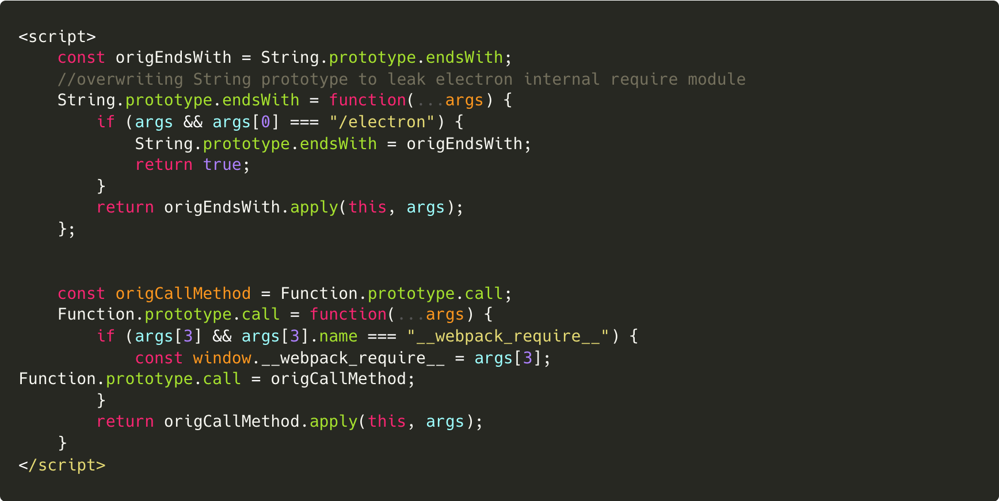 <script>
    const origEndsWith = String.prototype.endsWith;
    //overwriting String prototype to leak electron internal require module
    String.prototype.endsWith = function(...args) {
        if (args && args[0] === "/electron") {
            String.prototype.endsWith = origEndsWith;
            return true;
        }
        return origEndsWith.apply(this, args);
    };


    const origCallMethod = Function.prototype.call;
    Function.prototype.call = function(...args) {
        if (args[3] && args[3].name === "__webpack_require__") {
            const window.__webpack_require__ = args[3];
Function.prototype.call = origCallMethod;
        }
        return origCallMethod.apply(this, args);
    }
</script>